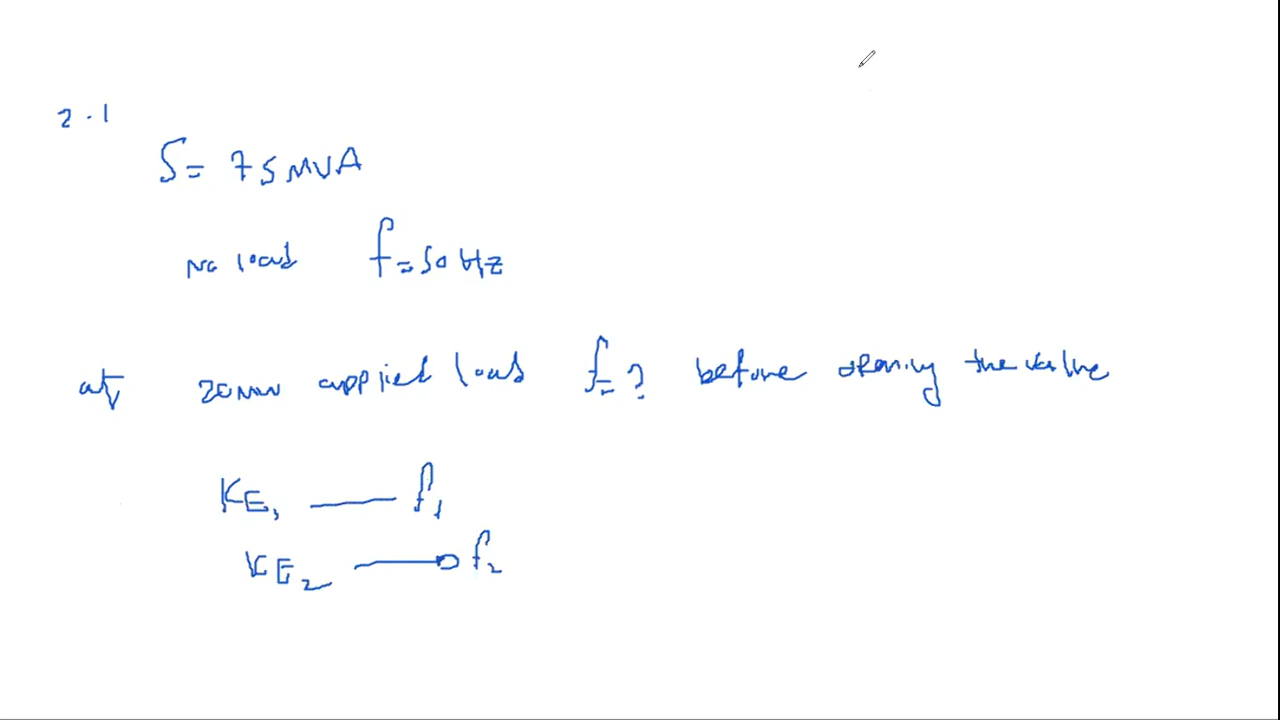 2.1
S= 75 MVA
No load f=50 Hz
at 20MW applied load f=? before opening the valve
KE1 f1
KE2 f2